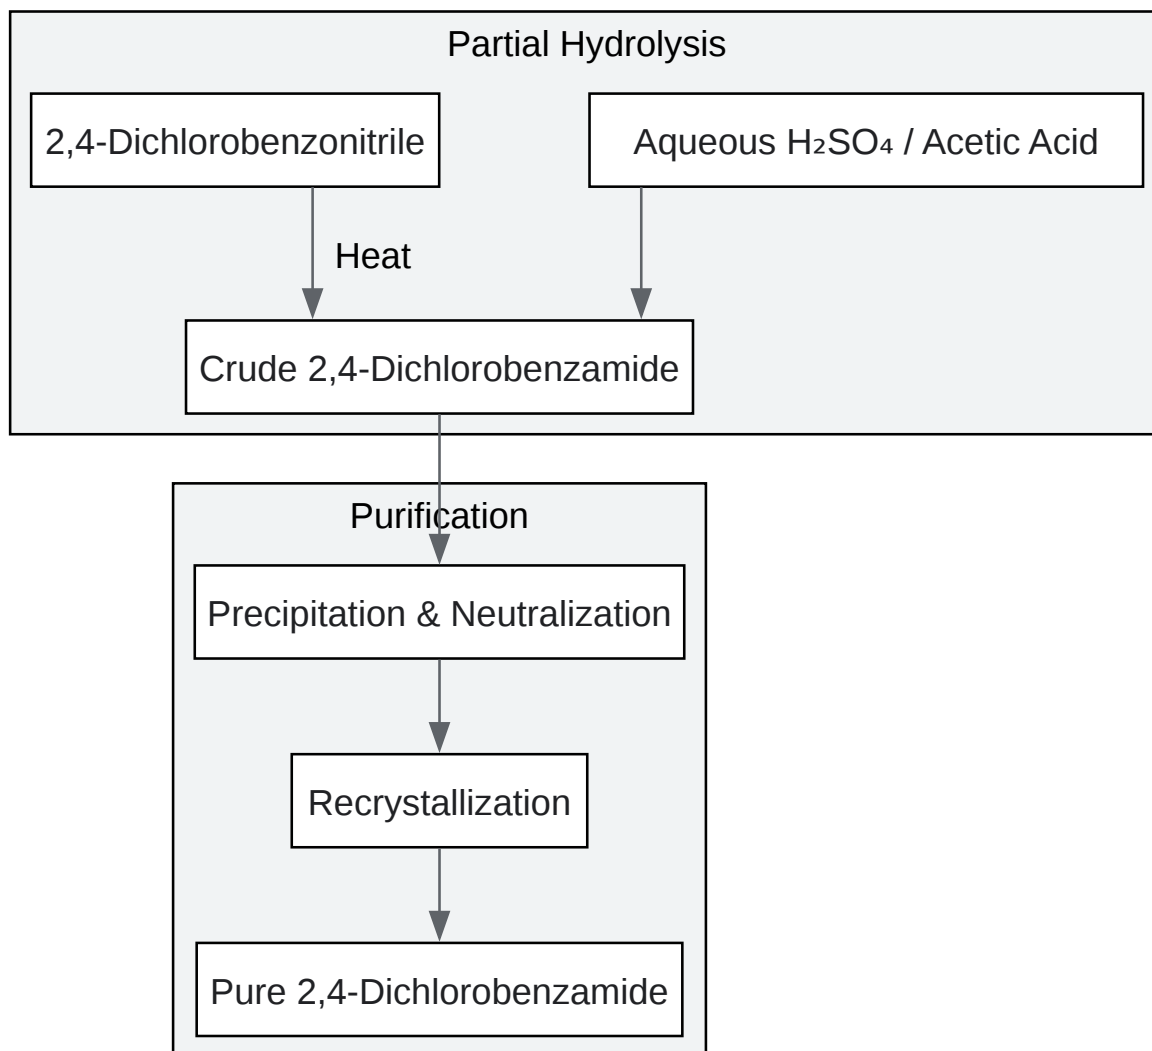 Partial Hydrolysis
2,4-Dichlorobenzonitrile
Aqueous H₂SO₄ / Acetic Acid
Heat
Crude 2,4-Dichlorobenzamide
Purification
Precipitation & Neutralization
Recrystallization
Pure 2,4-Dichlorobenzamide